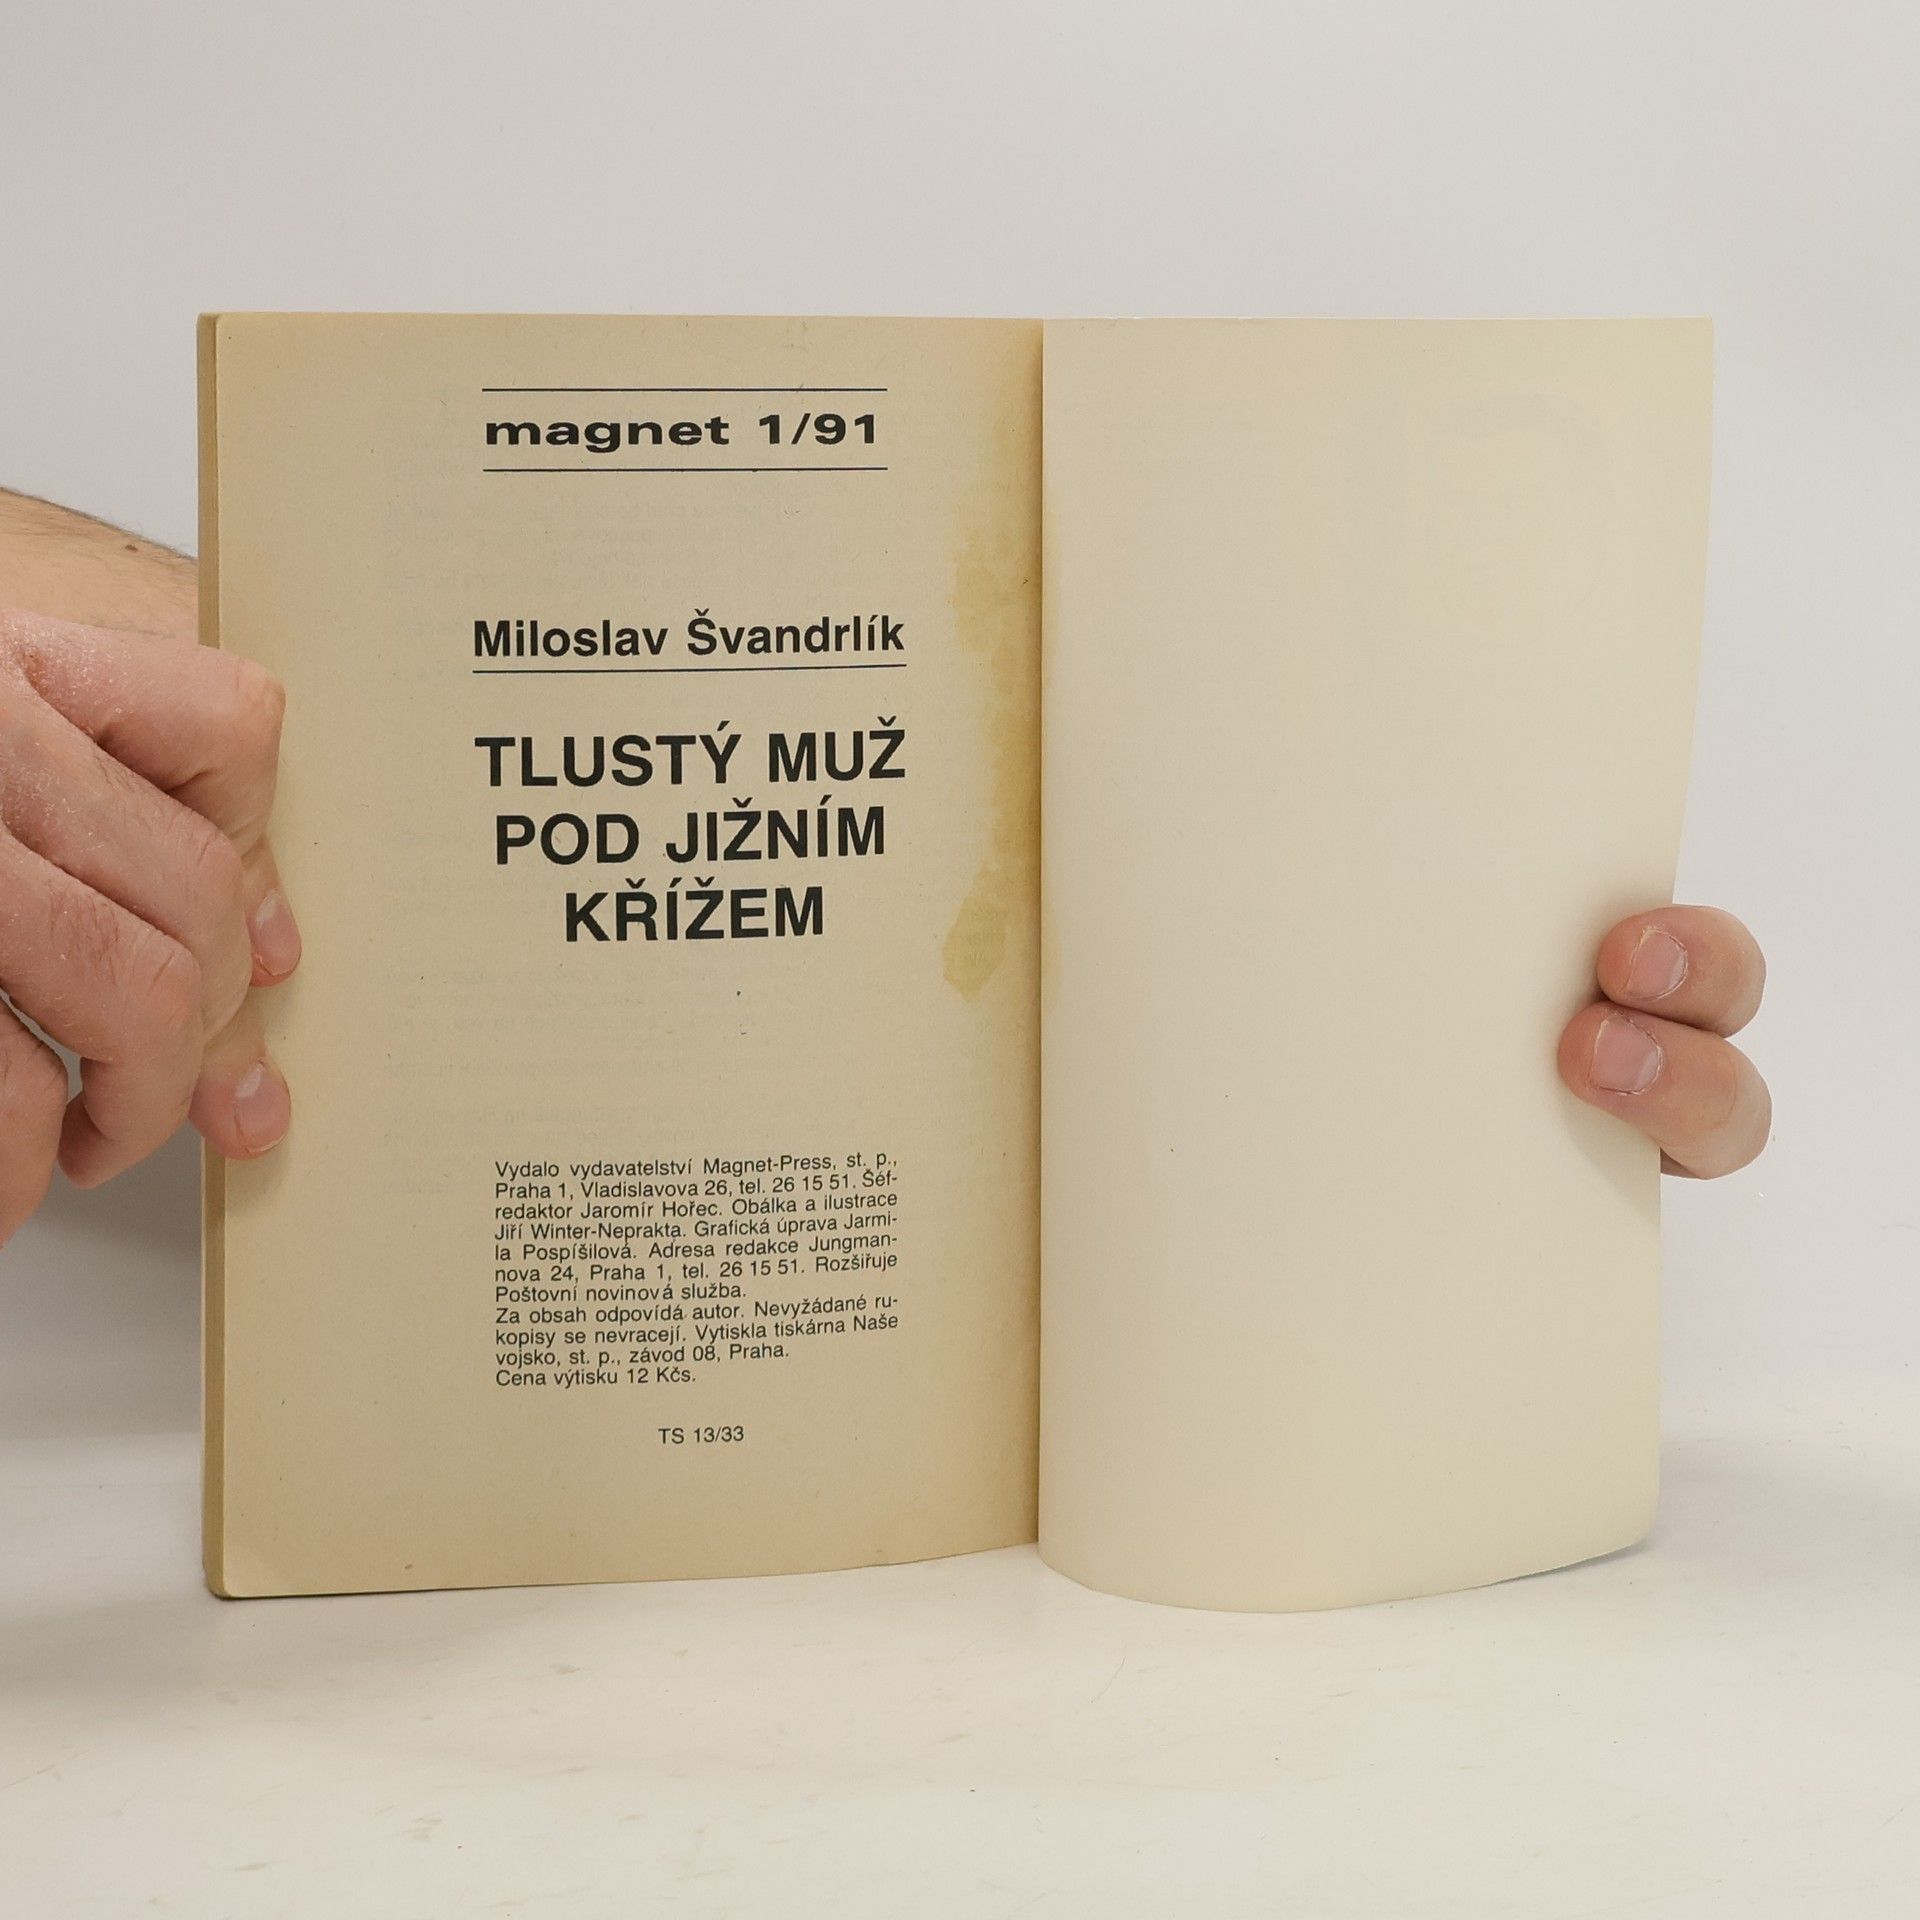 magnet 1/91
Miloslav Švandrlík
TLUSTÝ MUŽ
POD JIŽNÍM
KŘÍŽEM
Vydalo vydavatelství Magnet-Press, st. p.,
Praha 1, Vladislavova 26, tel. 26 15 51. Šéf-
redaktor Jaromír Hořec. Obálka a ilustrace
Jiří Winter-Neprakta. Grafická úprava Jarmi-
la Pospíšilová. Adresa redakce Jungman-
nova 24, Praha 1, tel. 26 15 51. Rozšiřuje
Poštovní novinová služba.
Za obsah odpovídá autor. Nevyžádané ru-
kopisy se nevracejí. Vytiskla tiskárna Naše
vojsko, st. p., závod 08, Praha.
Cena výtisku 12 Kčs.
TS 13/33